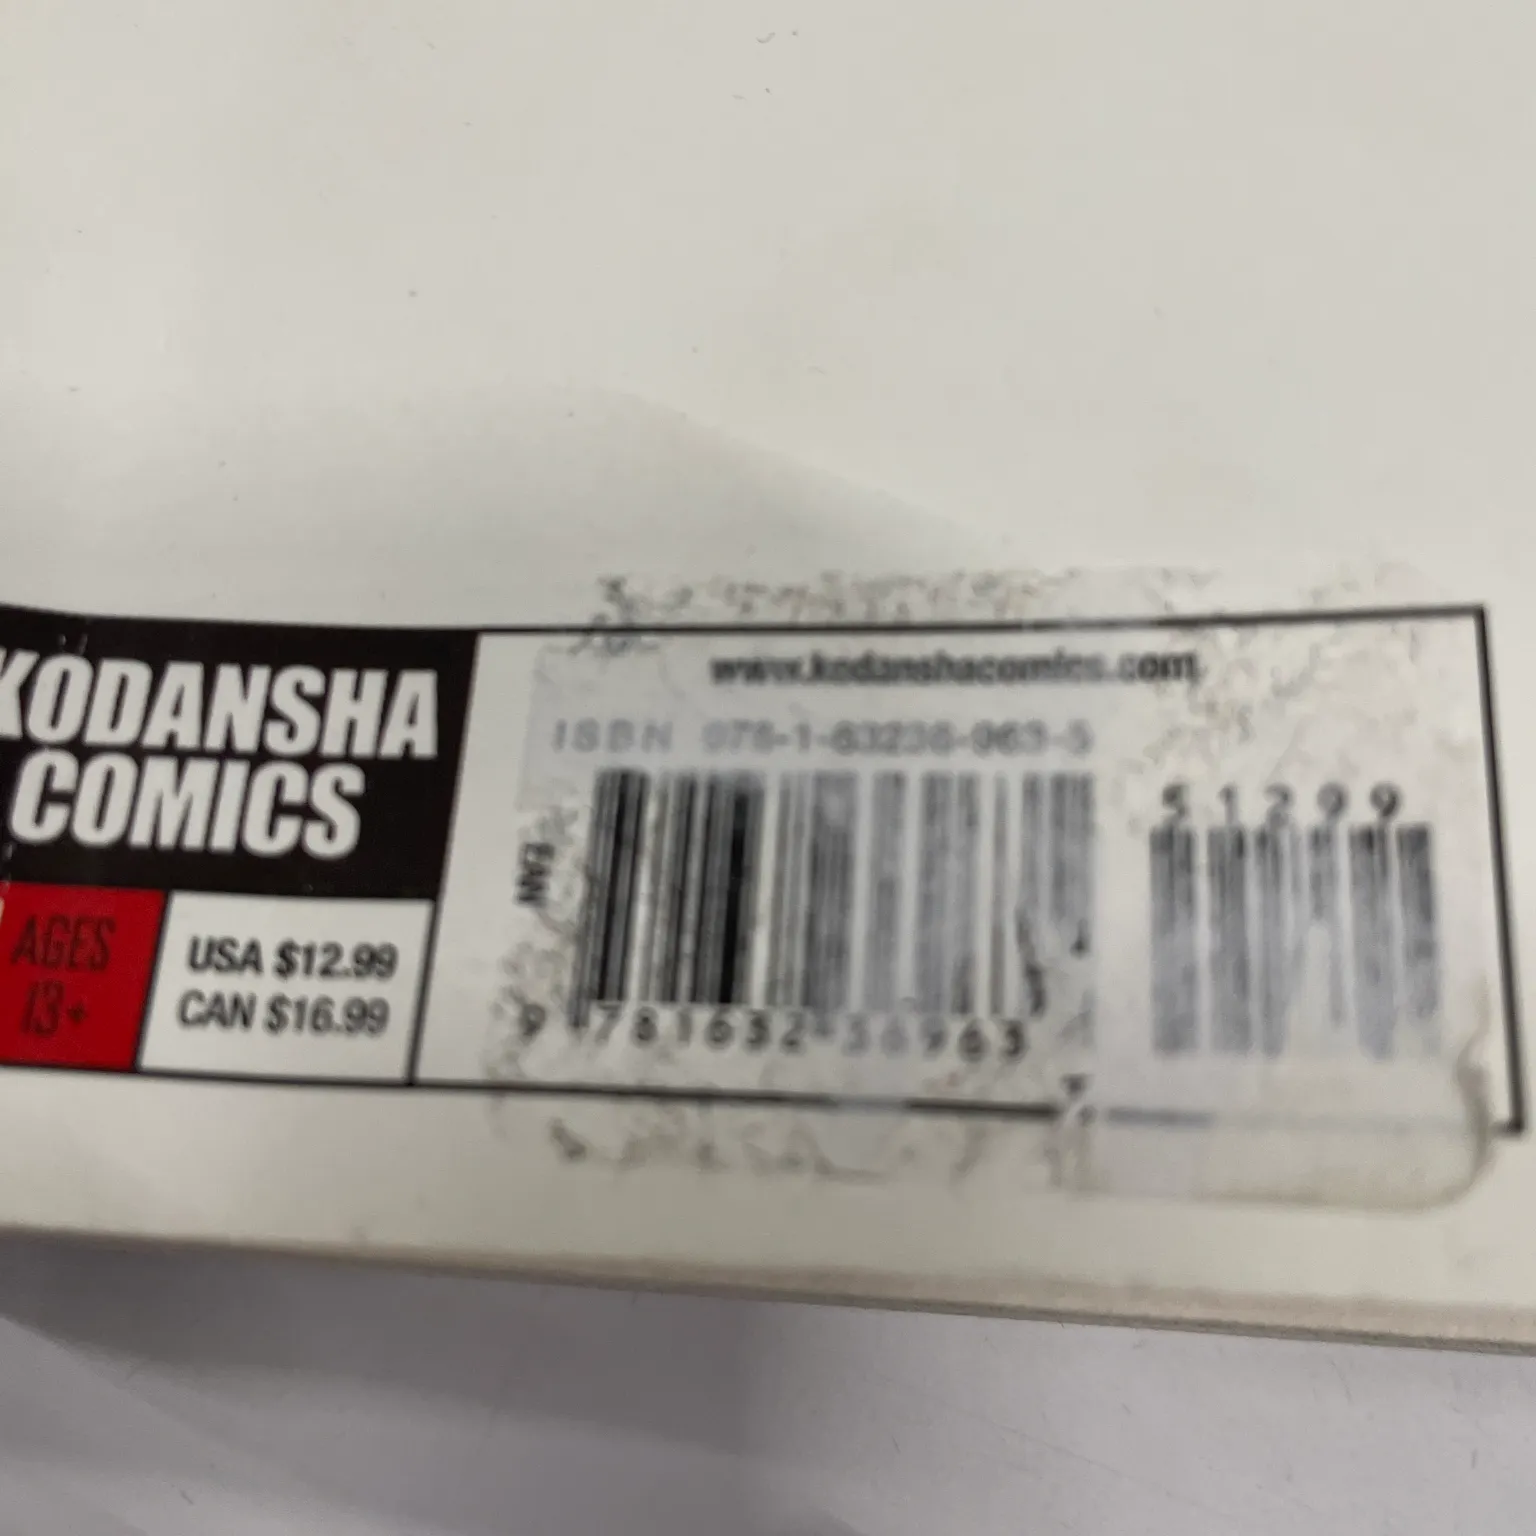 KODANSHA
COMICS
AGES
13+
USA $12.99
CAN $16.99
www.kodanshacomics.com
ISBN 978-1-63236-963-5
51299
EAN
9 781632 36963